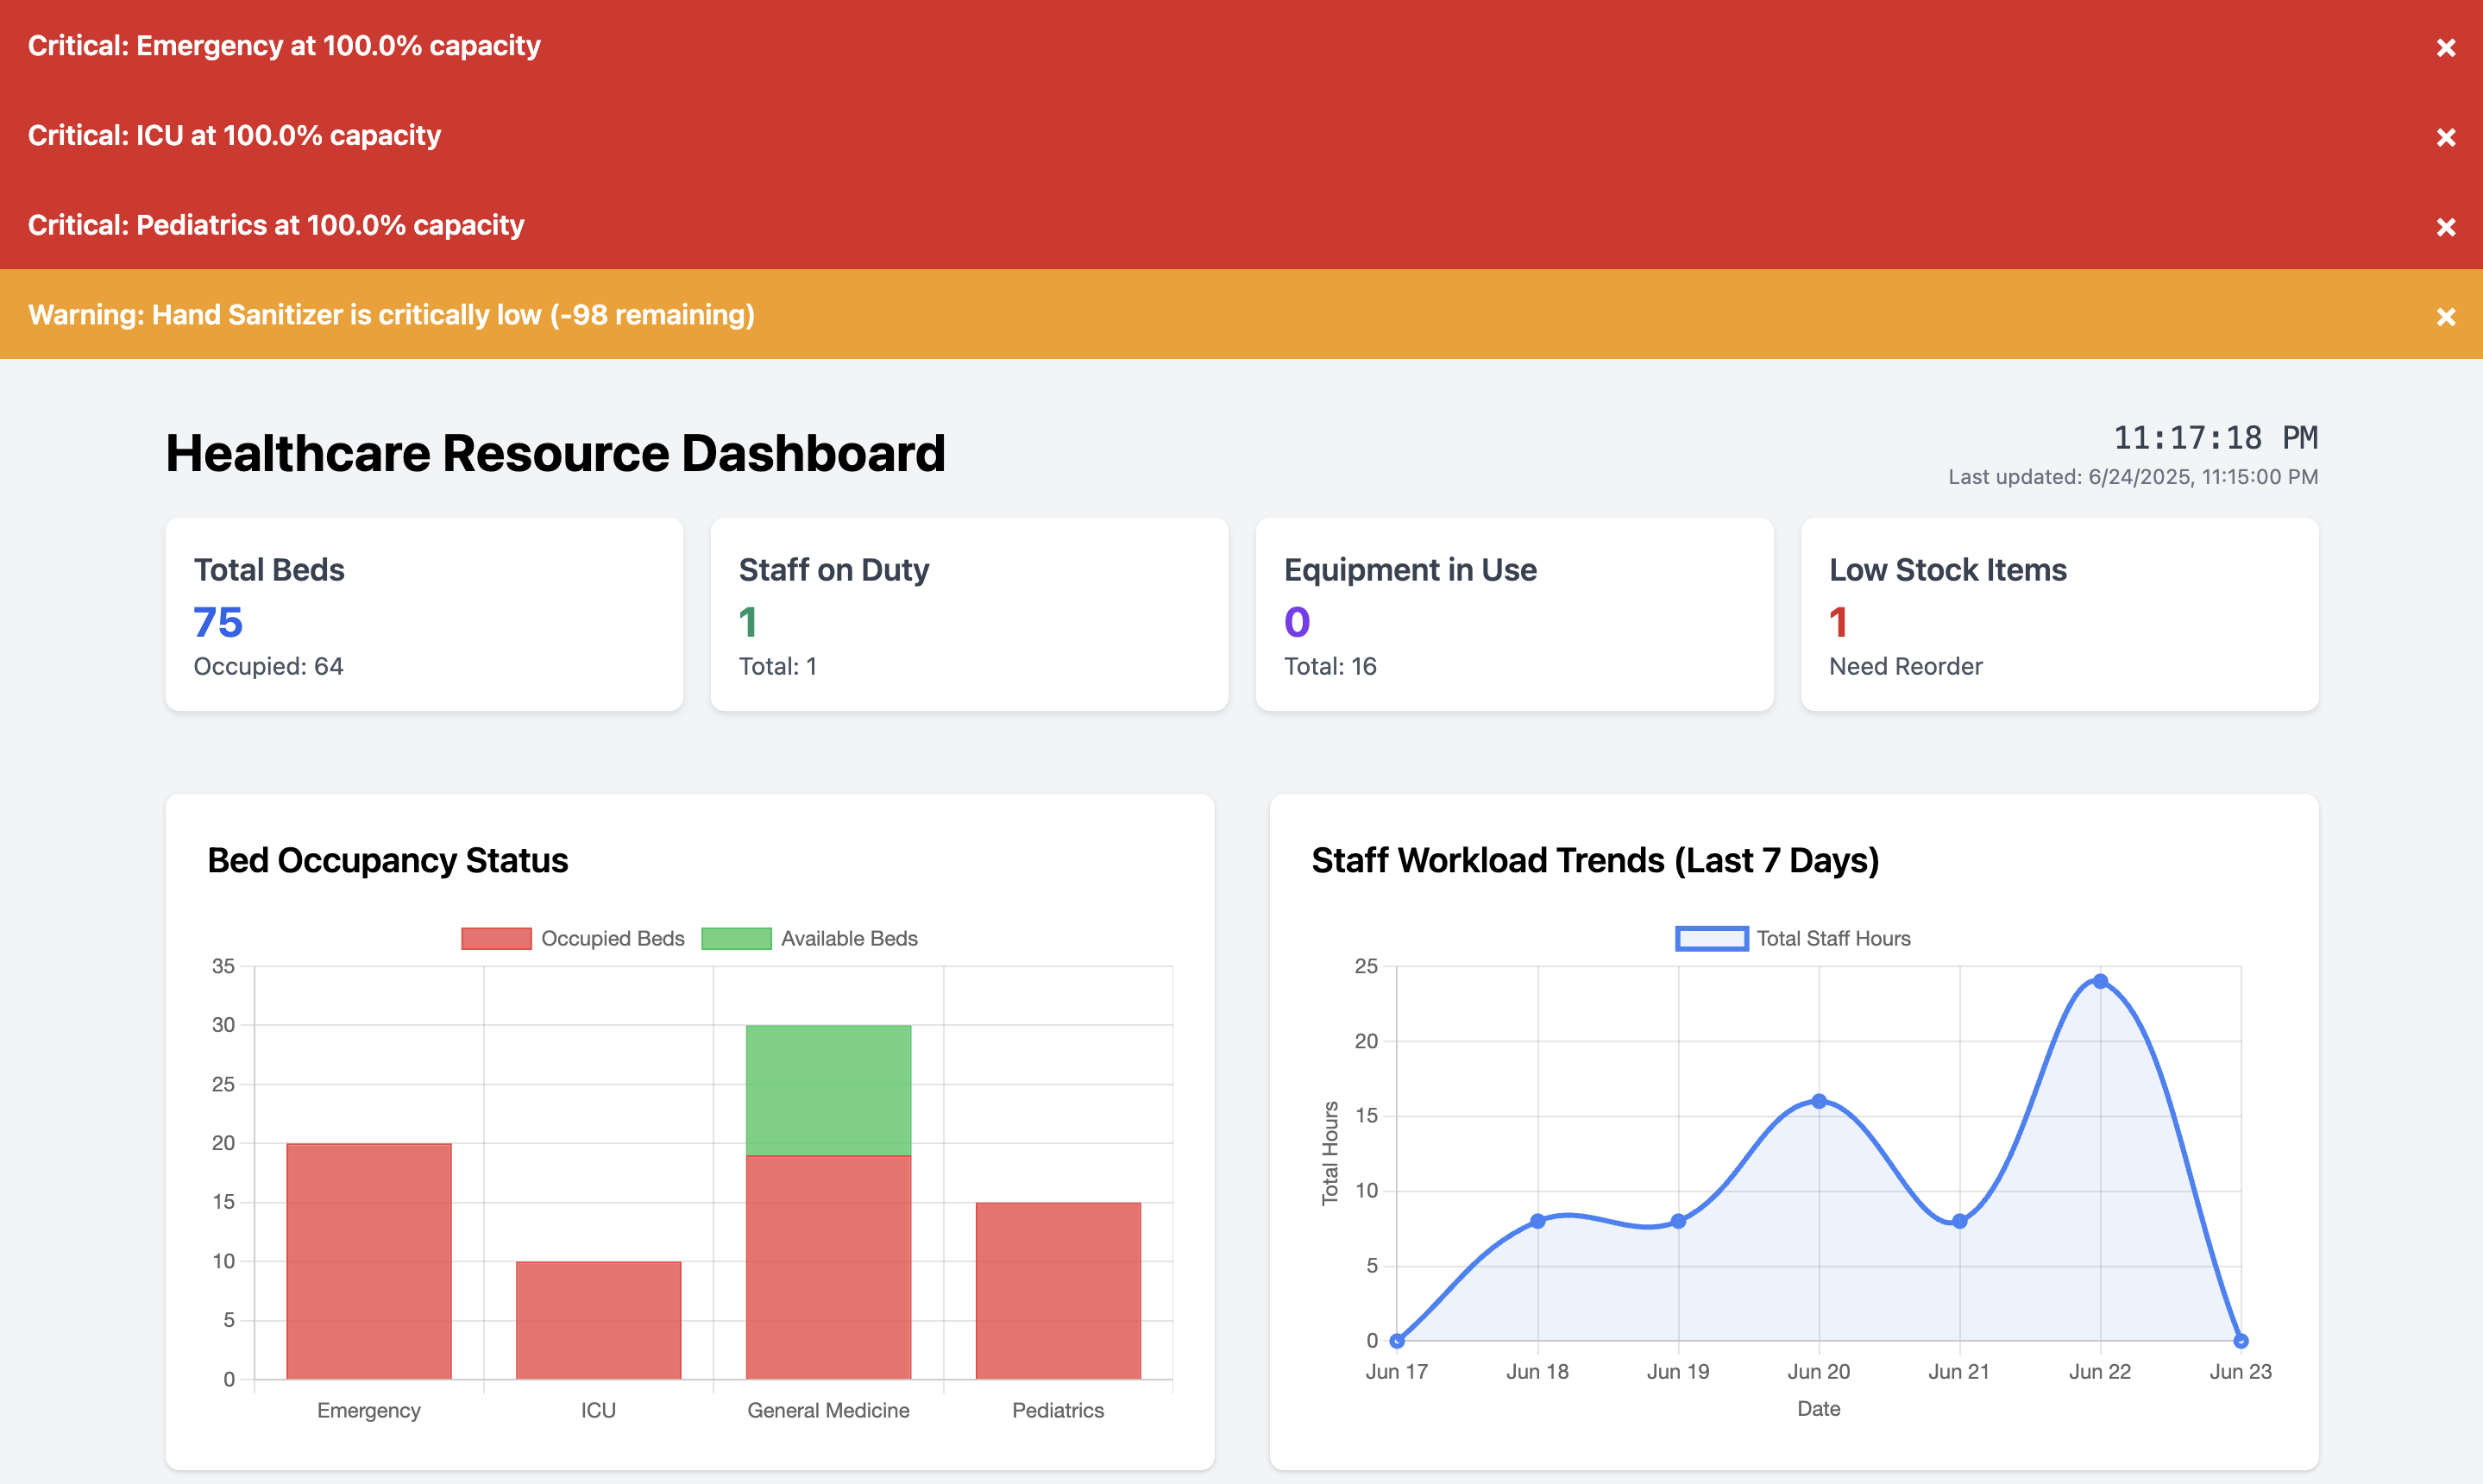 Critical: Emergency at 100.0% capacity
×
Critical: ICU at 100.0% capacity
×
Critical: Pediatrics at 100.0% capacity
×
Warning: Hand Sanitizer is critically low (-98 remaining)
×
Healthcare Resource Dashboard
11:17:18 PM
Last updated: 6/24/2025, 11:15:00 PM
Total Beds
75
Occupied: 64
Staff on Duty
1
Total: 1
Equipment in Use
0
Total: 16
Low Stock Items
1
Need Reorder
Bed Occupancy Status
Occupied Beds
Available Beds
35
30
25
20
15
10
5
0
Emergency
ICU
General Medicine
Pediatrics
Staff Workload Trends (Last 7 Days)
Total Staff Hours
Total Hours
25
20
15
10
5
0
Jun 17
Jun 18
Jun 19
Jun 20
Jun 21
Jun 22
Jun 23
Date